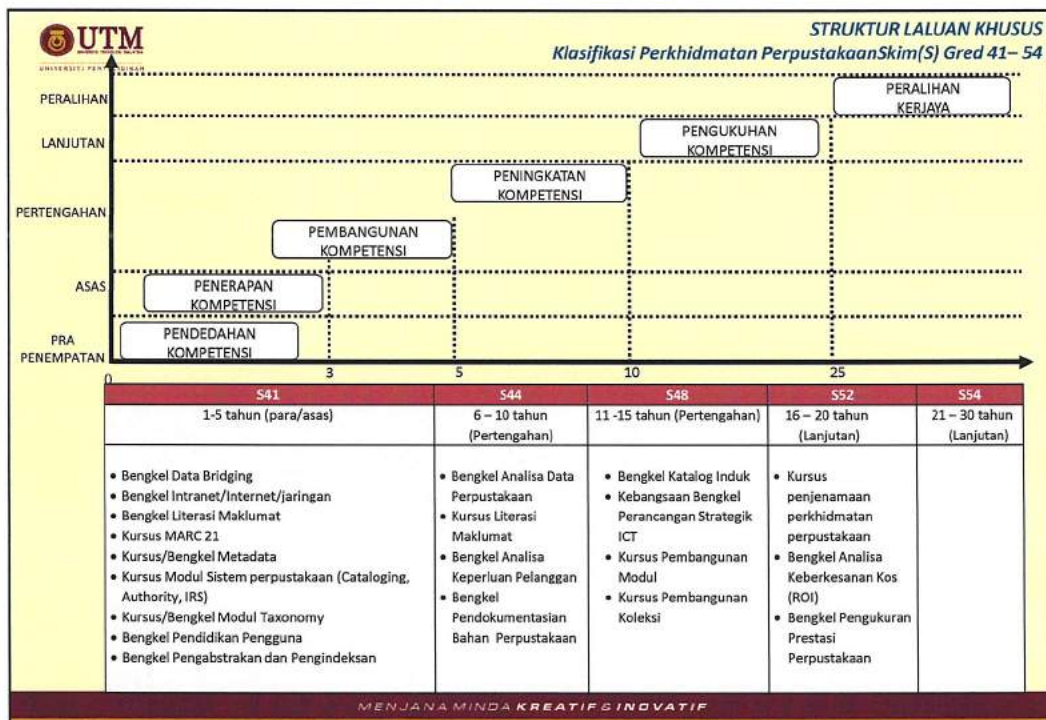 UTM
UNIVERSITI TEKNOLOGI MALAYSIA
STRUKTUR LALUAN KHUSUS
Klasifikasi Perkhidmatan PerpustakaanSkim(S) Gred 41– 54
PERALIHAN
LANJUTAN
PERTENGAHAN
ASAS
PRA
PENEMPATAN
PERALIHAN
KERJAYA
PENGUKUHAN
KOMPETENSI
PENINGKATAN
KOMPETENSI
PEMBANGUNAN
KOMPETENSI
PENERAPAN
KOMPETENSI
PENDEDAHAN
KOMPETENSI
0
3
5
10
25
S41
S44
S48
S52
S54
1-5 tahun (para/asas)
6 – 10 tahun
(Pertengahan)
11 -15 tahun (Pertengahan)
16 – 20 tahun
(Lanjutan)
21 – 30 tahun
(Lanjutan)
• Bengkel Data Bridging
• Bengkel Intranet/Internet/jaringan
• Bengkel Literasi Maklumat
• Kursus MARC 21
• Kursus/Bengkel Metadata
• Kursus Modul Sistem perpustakaan (Cataloging,
Authority, IRS)
• Kursus/Bengkel Modul Taxonomy
• Bengkel Pendidikan Pengguna
• Bengkel Pengabstrakan dan Pengindeksan
• Bengkel Analisa Data
Perpustakaan
• Kursus Literasi
Maklumat
• Bengkel Analisa
Keperluan Pelanggan
• Bengkel
Pendokumentasian
Bahan Perpustakaan
• Bengkel Katalog Induk
• Kebangsaan Bengkel
Perancangan Strategik
ICT
• Kursus Pembangunan
Modul
• Kursus Pembangunan
Koleksi
• Kursus
penjenamaan
perkhidmatan
perpustakaan
• Bengkel Analisa
Keberkesanan Kos
(ROI)
• Bengkel Pengukuran
Prestasi
Perpustakaan
MENJANA MINDA KREATIF & INOVATIF